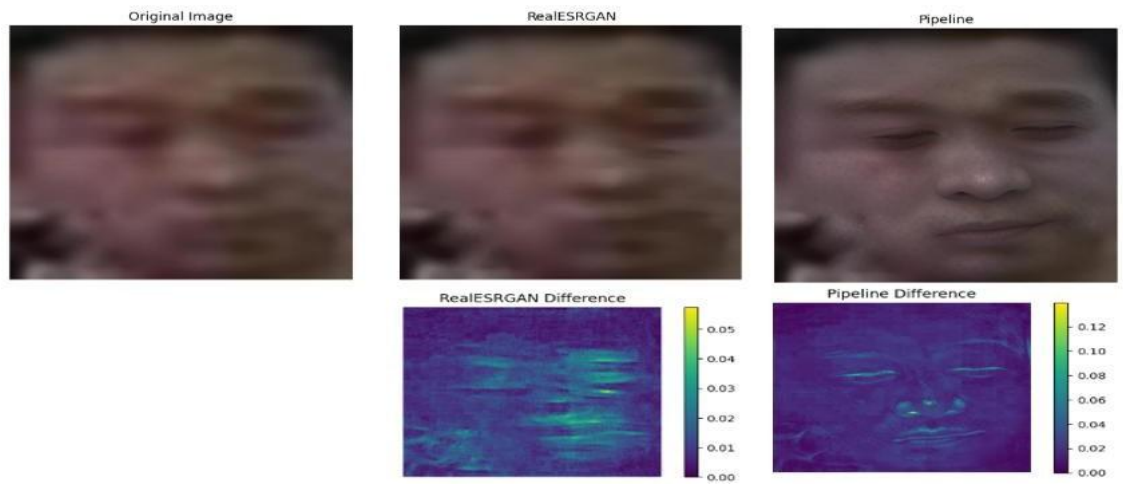 Original Image
RealESRGAN
Pipeline
RealESRGAN Difference
0.05
0.04
0.03
0.02
0.01
0.00
Pipeline Difference
0.12
0.10
0.08
0.06
0.04
0.02
0.00